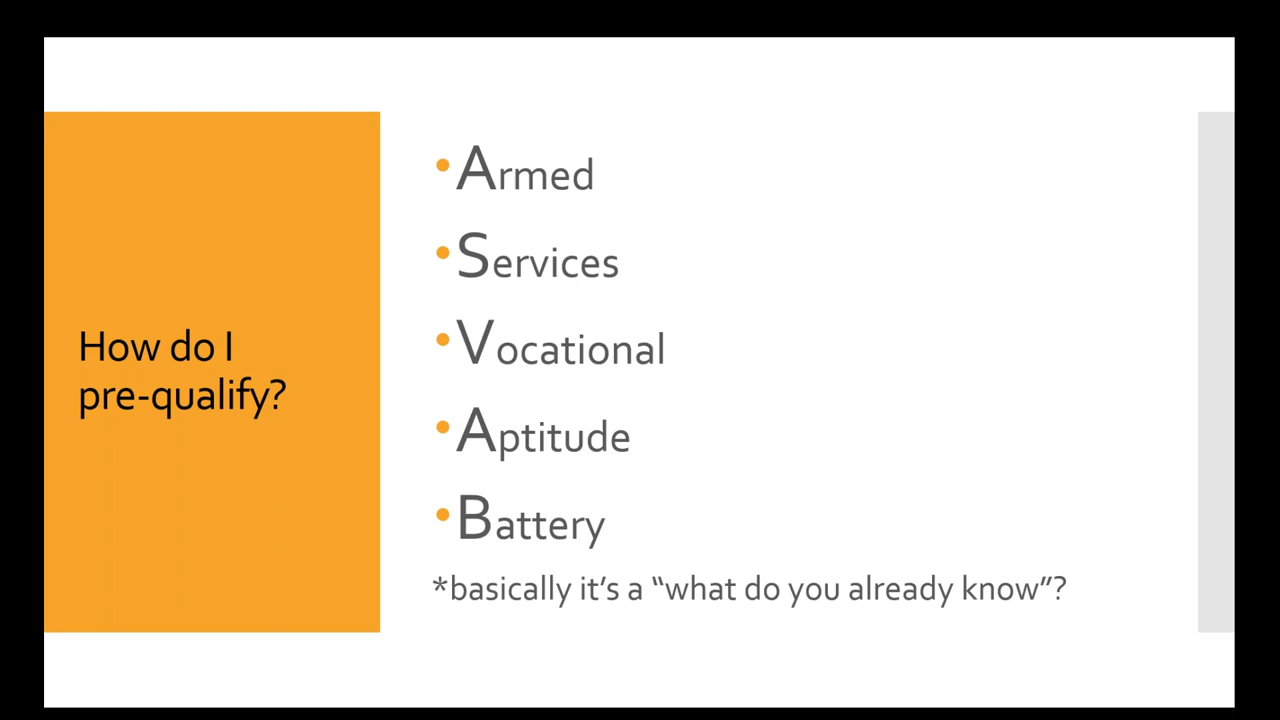 How do I
pre-qualify?
•Armed
•Services
•Vocational
•Aptitude
•Battery
*basically it’s a “what do you already know”?